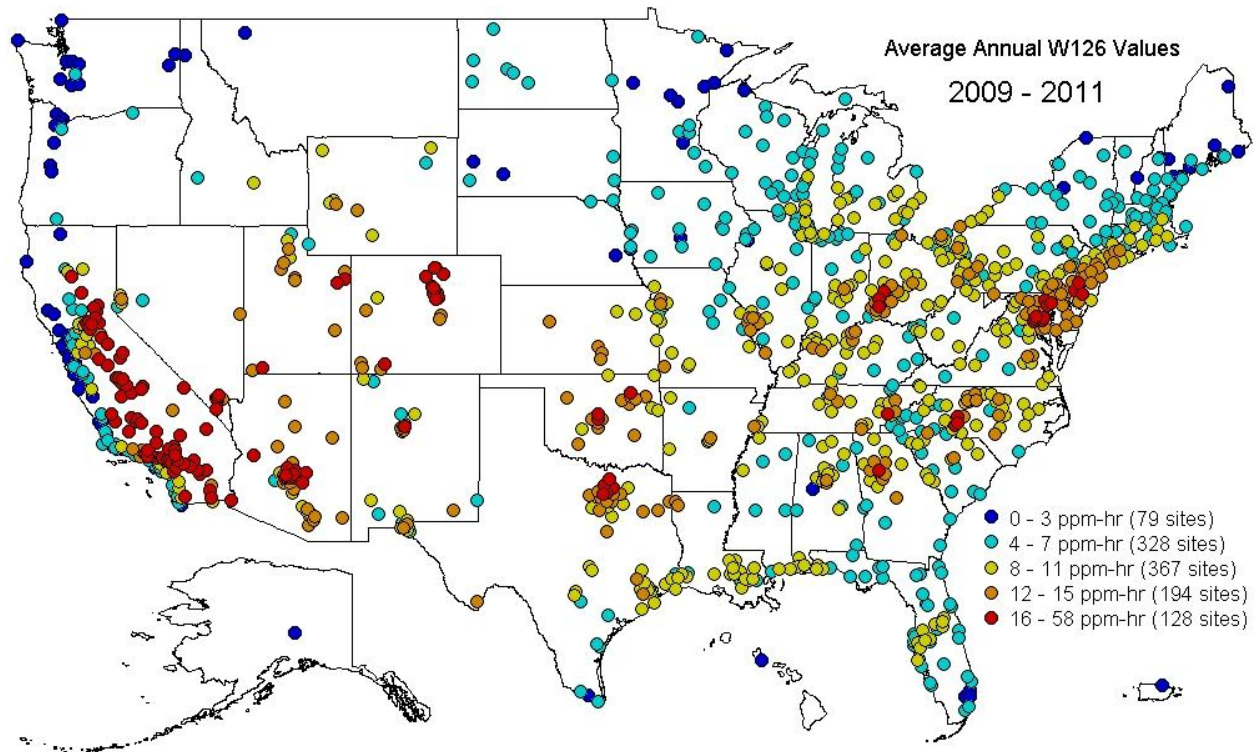 Average Annual W126 Values
2009 - 2011
0 - 3 ppm-hr (79 sites)
4 - 7 ppm-hr (328 sites)
8 - 11 ppm-hr (367 sites)
12 - 15 ppm-hr (194 sites)
16 - 58 ppm-hr (128 sites)